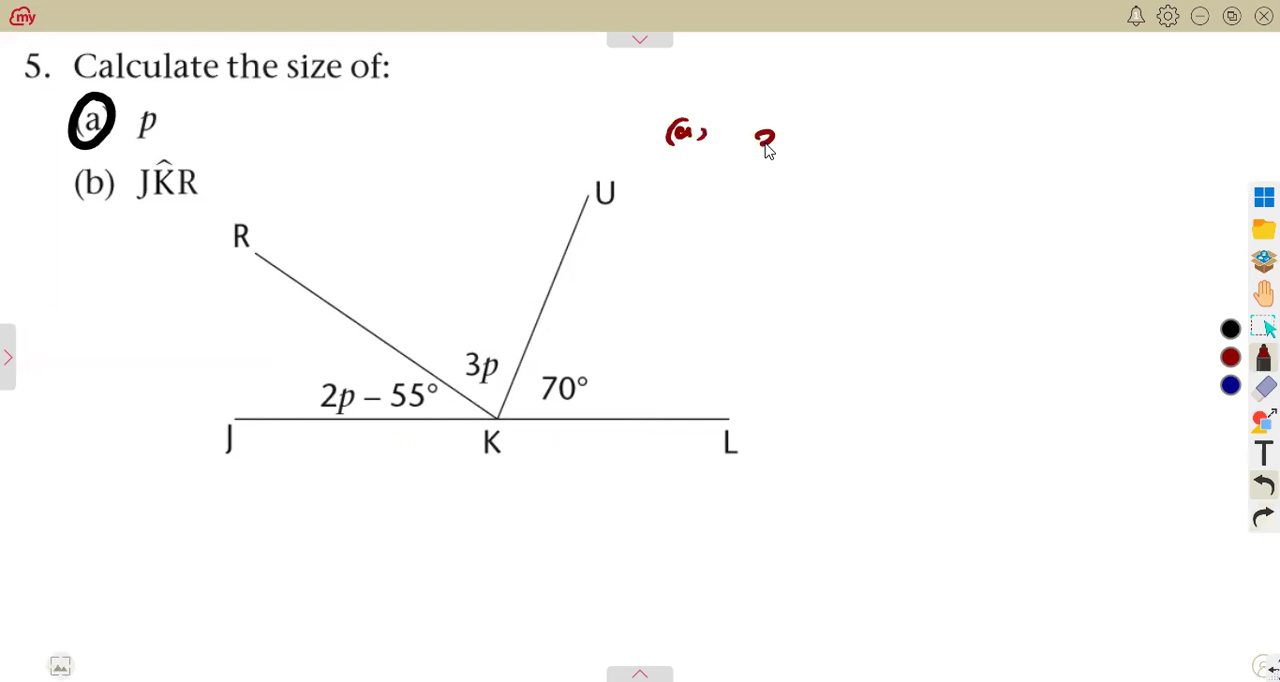 my
5. Calculate the size of:
(a) p
(a)
(b) JK̂R
U
R
3p
2p – 55°
70°
J
K
L
T